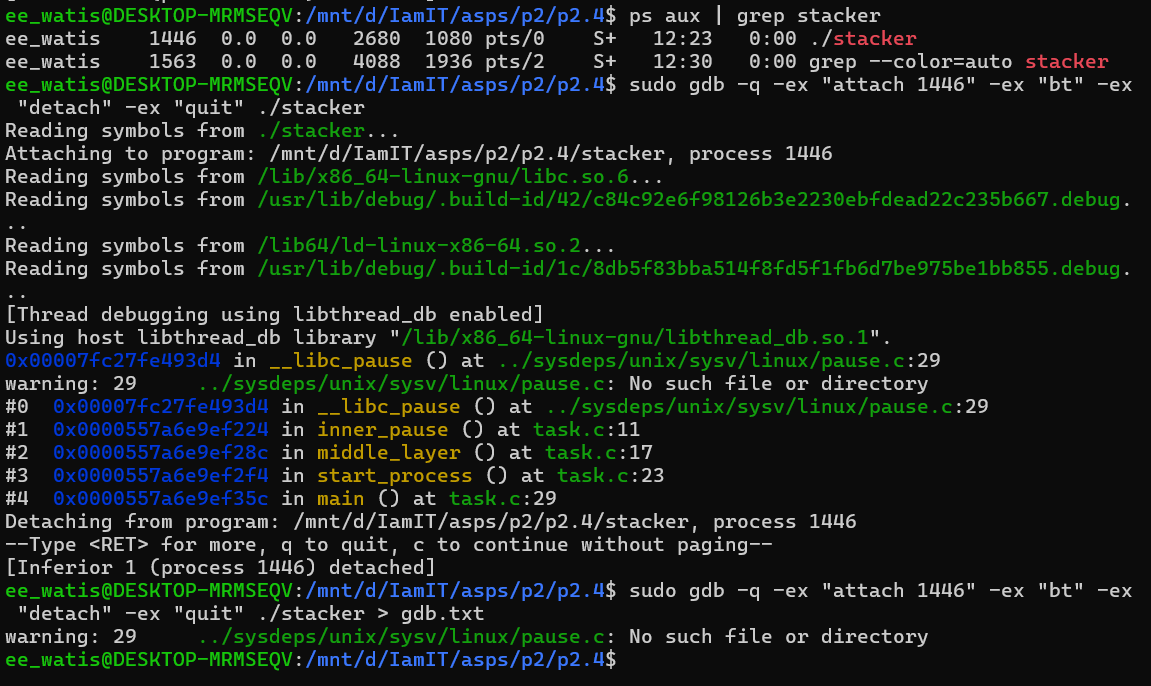 ee_watis@DESKTOP-MRMSEQV:/mnt/d/IamIT/asps/p2/p2.4$ ps aux | grep stacker
ee_watis    1446  0.0  0.0   2680  1080 pts/0    S+   12:23   0:00 ./stacker
ee_watis    1563  0.0  0.0   4088  1936 pts/2    S+   12:30   0:00 grep --color=auto stacker
ee_watis@DESKTOP-MRMSEQV:/mnt/d/IamIT/asps/p2/p2.4$ sudo gdb -q -ex "attach 1446" -ex "bt" -ex
 "detach" -ex "quit" ./stacker
Reading symbols from ./stacker...
Attaching to program: /mnt/d/IamIT/asps/p2/p2.4/stacker, process 1446
Reading symbols from /lib/x86_64-linux-gnu/libc.so.6...
Reading symbols from /usr/lib/debug/.build-id/42/c84c92e6f98126b3e2230ebfdead22c235b667.debug.
..
Reading symbols from /lib64/ld-linux-x86-64.so.2...
Reading symbols from /usr/lib/debug/.build-id/1c/8db5f83bba514f8fd5f1fb6d7be975be1bb855.debug.
..
[Thread debugging using libthread_db enabled]
Using host libthread_db library "/lib/x86_64-linux-gnu/libthread_db.so.1".
0x00007fc27fe493d4 in __libc_pause () at ../sysdeps/unix/sysv/linux/pause.c:29
warning: 29     ../sysdeps/unix/sysv/linux/pause.c: No such file or directory
#0  0x00007fc27fe493d4 in __libc_pause () at ../sysdeps/unix/sysv/linux/pause.c:29
#1  0x0000557a6e9ef224 in inner_pause () at task.c:11
#2  0x0000557a6e9ef28c in middle_layer () at task.c:17
#3  0x0000557a6e9ef2f4 in start_process () at task.c:23
#4  0x0000557a6e9ef35c in main () at task.c:29
Detaching from program: /mnt/d/IamIT/asps/p2/p2.4/stacker, process 1446
--Type <RET> for more, q to quit, c to continue without paging--
[Inferior 1 (process 1446) detached]
ee_watis@DESKTOP-MRMSEQV:/mnt/d/IamIT/asps/p2/p2.4$ sudo gdb -q -ex "attach 1446" -ex "bt" -ex
 "detach" -ex "quit" ./stacker > gdb.txt
warning: 29     ../sysdeps/unix/sysv/linux/pause.c: No such file or directory
ee_watis@DESKTOP-MRMSEQV:/mnt/d/IamIT/asps/p2/p2.4$